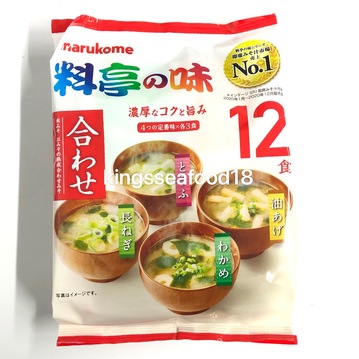 marukome
料亭の味
濃厚なコクと旨み
4つの定番味×各3食
No.1
12
食
合わせ
kingsseafood18
とうふ
油あげ
長ねぎ
わかめ
写真はイメージです。